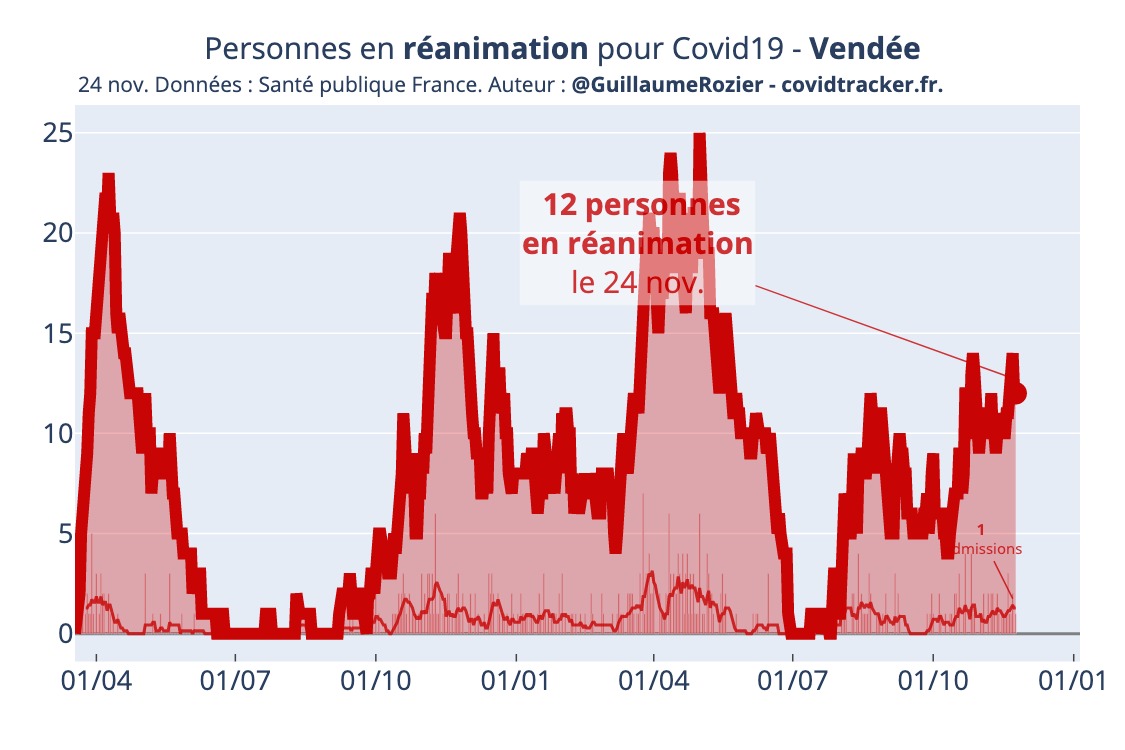 Personnes en réanimation pour Covid19 - Vendée
24 nov. Données : Santé publique France. Auteur : @GuillaumeRozier - covidtracker.fr.
25
20
15
10
5
0
12 personnes
en réanimation
le 24 nov.
1
dmissions
01/04
01/07
01/10
01/01
01/04
01/07
01/10
01/01